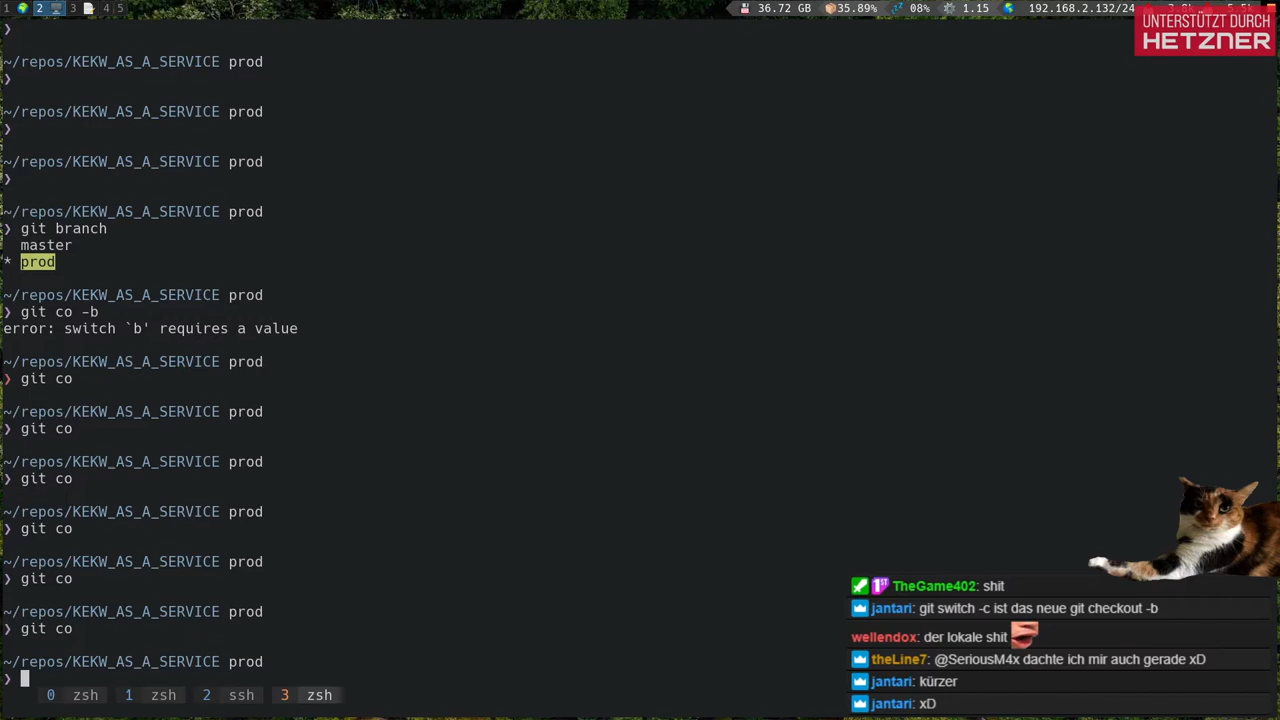 1 2 3 4 5 36.72 GB 35.89% 08% 1.15 192.168.2.132/24 3.8k 5.5k
UNTERSTÜTZT DURCH
HETZNER
❯
~/repos/KEKW_AS_A_SERVICE prod
❯
~/repos/KEKW_AS_A_SERVICE prod
❯
~/repos/KEKW_AS_A_SERVICE prod
❯
~/repos/KEKW_AS_A_SERVICE prod
❯ git branch
master
* prod
~/repos/KEKW_AS_A_SERVICE prod
❯ git co -b
error: switch `b' requires a value
~/repos/KEKW_AS_A_SERVICE prod
❯ git co
~/repos/KEKW_AS_A_SERVICE prod
❯ git co
~/repos/KEKW_AS_A_SERVICE prod
❯ git co
~/repos/KEKW_AS_A_SERVICE prod
❯ git co
~/repos/KEKW_AS_A_SERVICE prod
❯ git co
~/repos/KEKW_AS_A_SERVICE prod
❯ git co
~/repos/KEKW_AS_A_SERVICE prod
❯
0 zsh 1 zsh 2 ssh 3 zsh
1ST TheGame402: shit
jantari: git switch -c ist das neue git checkout -b
wellendox: der lokale shit
theLine7: @SeriousM4x dachte ich mir auch gerade xD
jantari: kürzer
jantari: xD